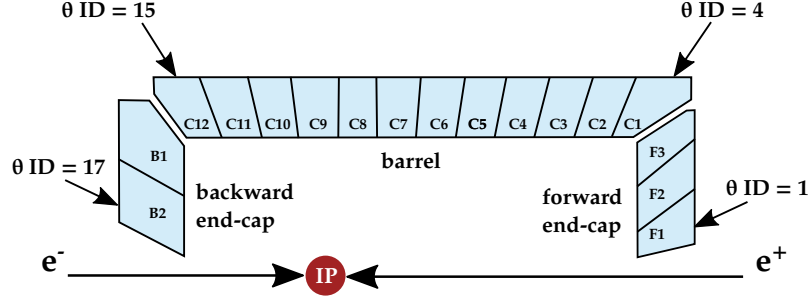 θ ID = 15
θ ID = 4
C12 C11 C10 C9 C8 C7 C6 C5 C4 C3 C2 C1
B1
F3
barrel
θ ID = 17
backward
end-cap
forward
end-cap
F2
θ ID = 1
B2
F1
e-
IP
e+